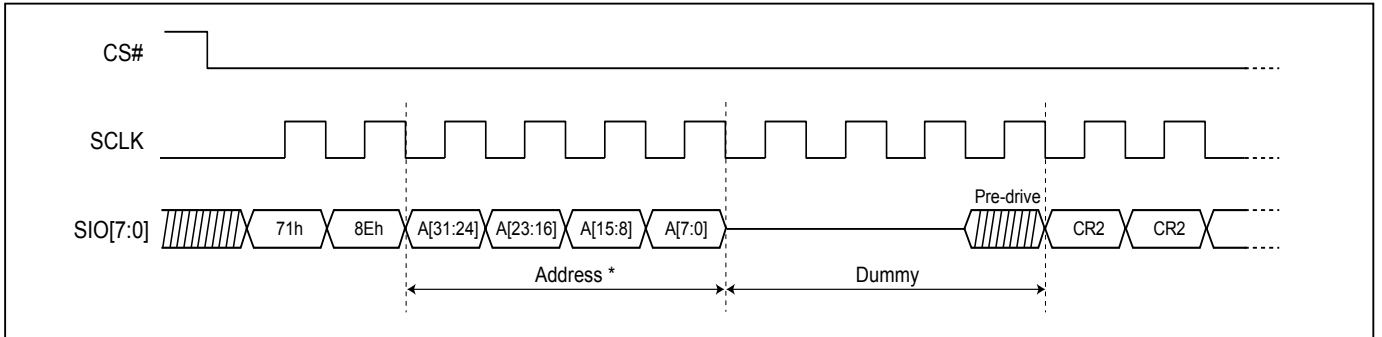 CS#
SCLK
Pre-drive
SIO[7:0] 71h 8Eh A[31:24] A[23:16] A[15:8] A[7:0] CR2 CR2
Address * Dummy